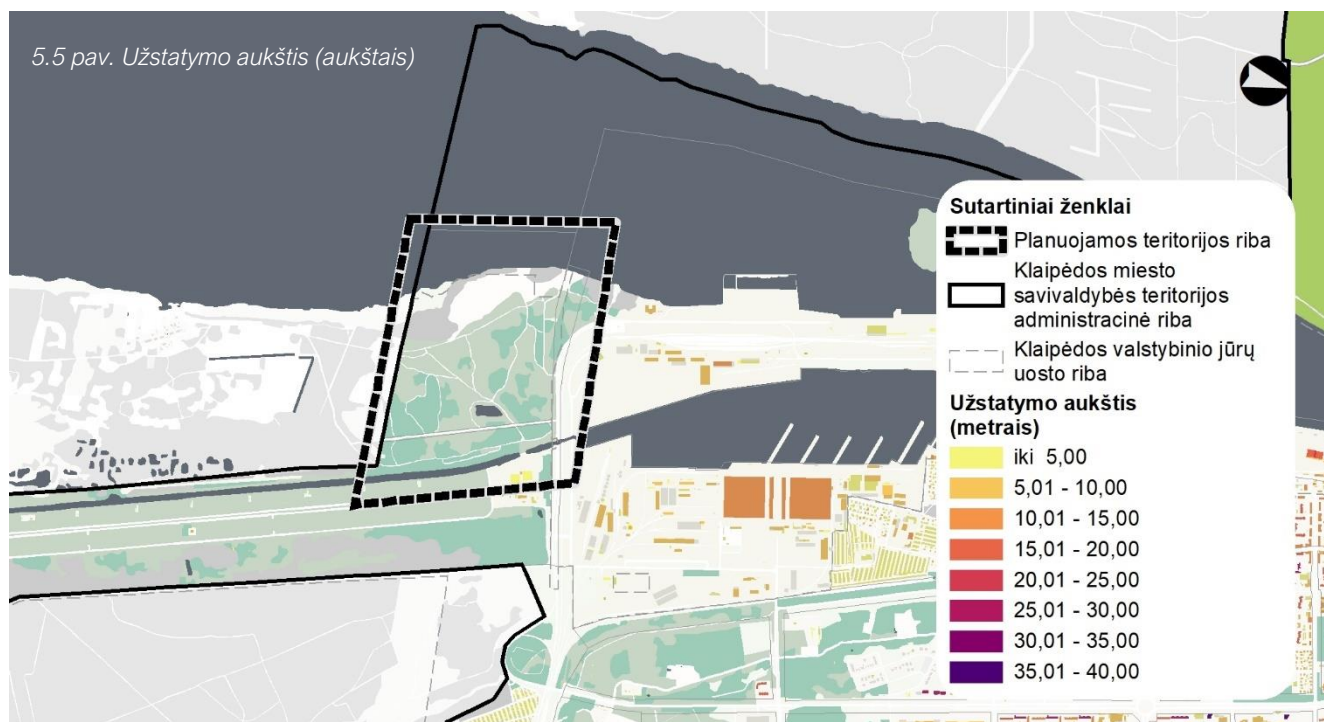 5.5 pav. Užstatymo aukštis (aukštais)
Sutartiniai ženklai
Planuojamos teritorijos riba
Klaipėdos miesto
savivaldybės teritorijos
administracinė riba
Klaipėdos valstybinio jūrų
uosto riba
Užstatymo aukštis
(metrais)
iki 5,00
5,01 - 10,00
10,01 - 15,00
15,01 - 20,00
20,01 - 25,00
25,01 - 30,00
30,01 - 35,00
35,01 - 40,00